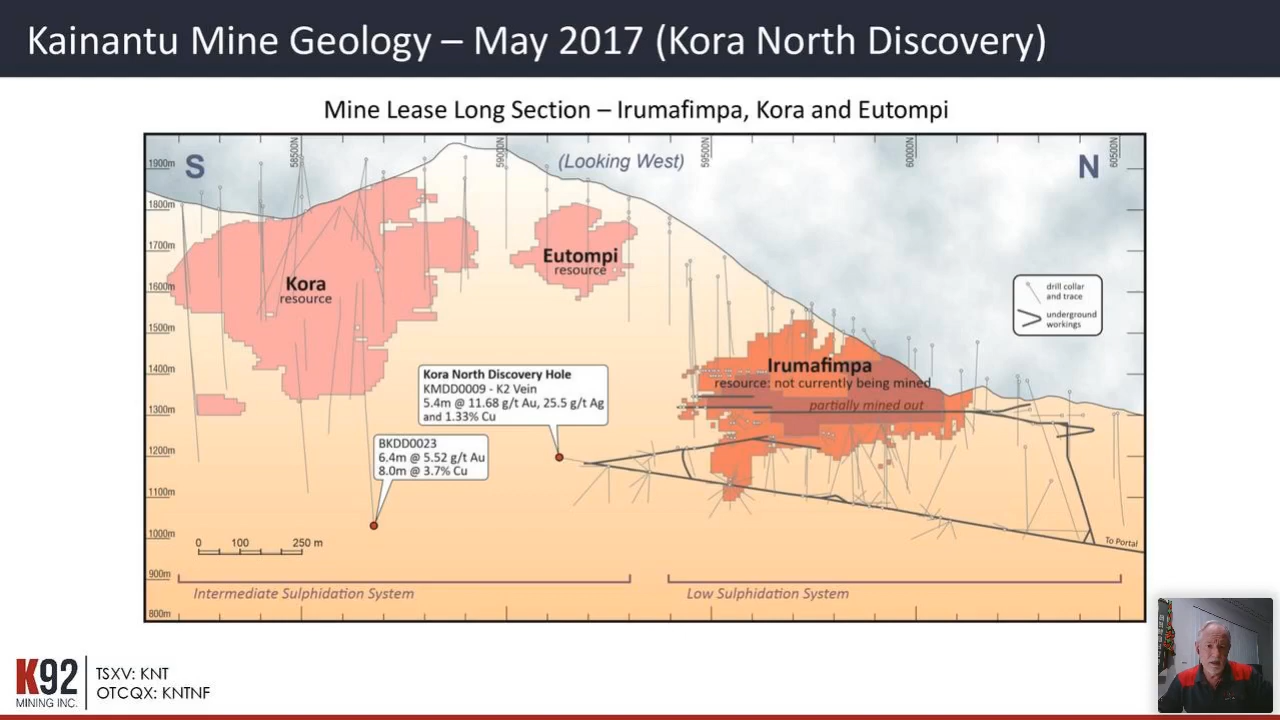 Kainantu Mine Geology – May 2017 (Kora North Discovery)
Mine Lease Long Section – Irumafimpa, Kora and Eutompi
58500N
59000N
59500N
60000N
60500N
S
(Looking West)
N
1900m
1800m
1700m
1600m
1500m
1400m
1300m
1200m
1100m
1000m
900m
800m
Kora
resource
Eutompi
resource
drill collar
and trace
underground
workings
Irumafimpa
resource: not currently being mined
partially mined out
Kora North Discovery Hole
KMDD0009 - K2 Vein
5.4m @ 11.68 g/t Au, 25.5 g/t Ag
and 1.33% Cu
BKDD0023
6.4m @ 5.52 g/t Au
8.0m @ 3.7% Cu
0 100 250 m
To Portal
Intermediate Sulphidation System
Low Sulphidation System
K92
MINING INC.
TSXV: KNT
OTCQX: KNTNF